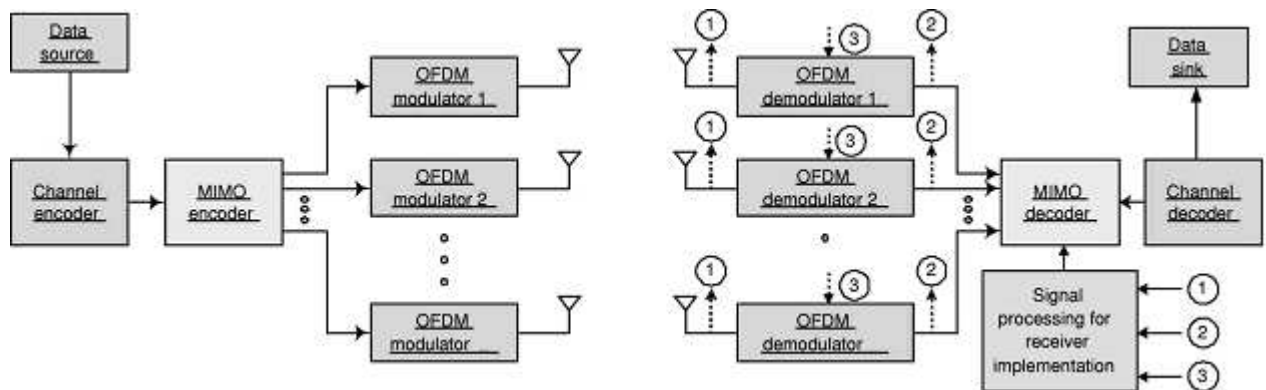 Data
source
Channel
encoder
MIMO
encoder
OFDM
modulator 1
OFDM
modulator 2
OFDM
modulator
1
3
2
OFDM
demodulator 1
1
3
2
OFDM
demodulator 2
1
3
2
OFDM
demodulator
MIMO
decoder
Data
sink
Channel
decoder
Signal
processing for
receiver
implementation
1
2
3